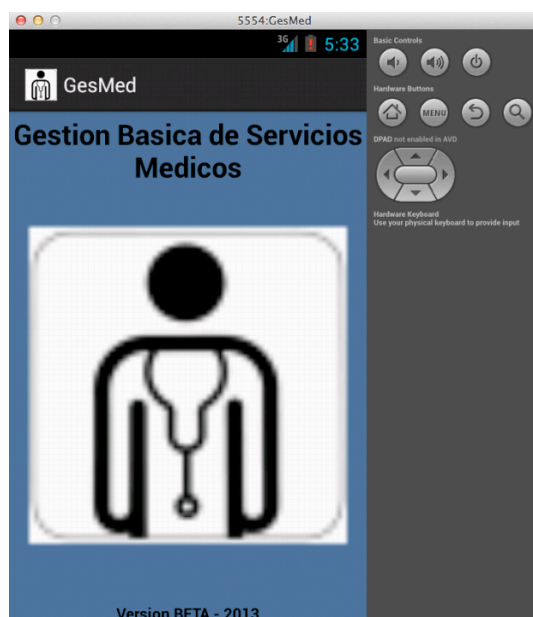 5554:GesMed
3G 5:33
GesMed
Gestion Basica de Servicios
Medicos
Version BETA - 2013
Basic Controls
Hardware Buttons
MENU
DPAD not enabled in AVD
Hardware Keyboard
Use your physical keyboard to provide input